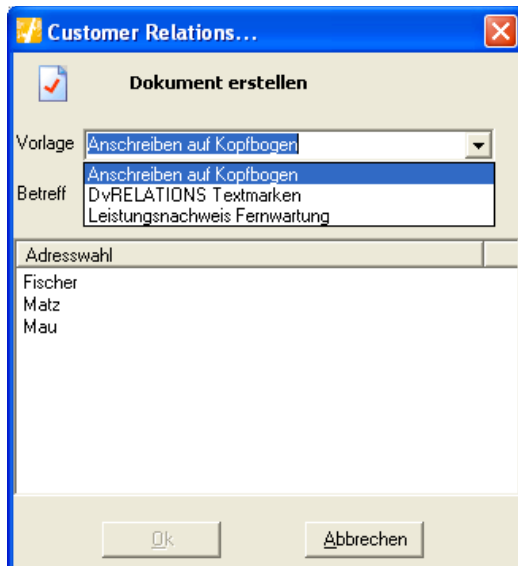 Customer Relations...
Dokument erstellen
Vorlage Anschreiben auf Kopfbogen
Anschreiben auf Kopfbogen
Betreff DvRELATIONS Textmarken
Leistungsnachweis Fernwartung
Adresswahl
Fischer
Matz
Mau
Ok Abbrechen